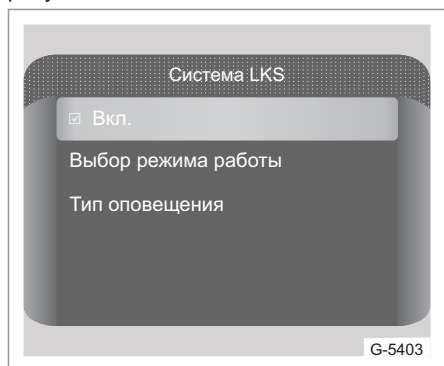 Система LKS
Вкл.
Выбор режима работы
Тип оповещения
G-5403